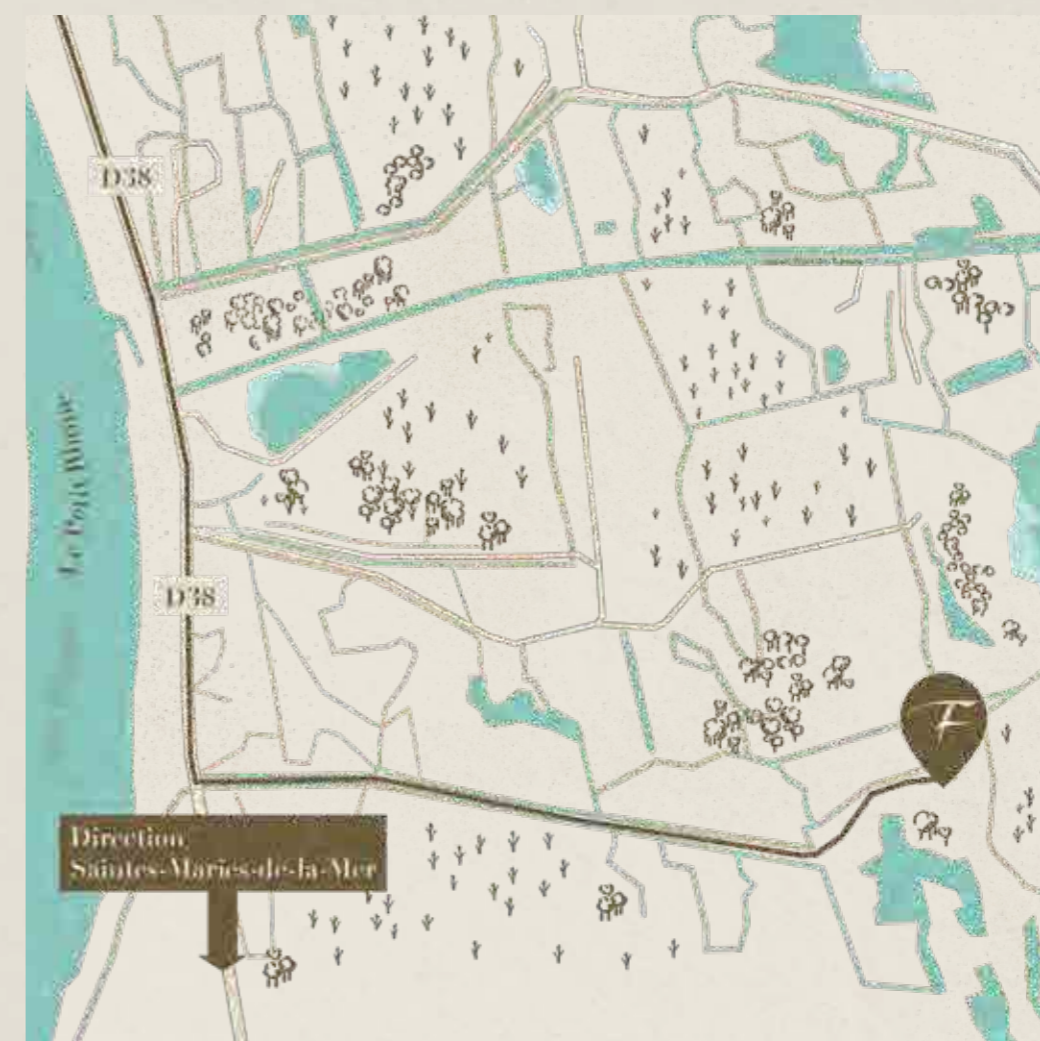 D38
Le Petit Rhône
D38
F
Direction
Saintes-Maries-de-la-Mer